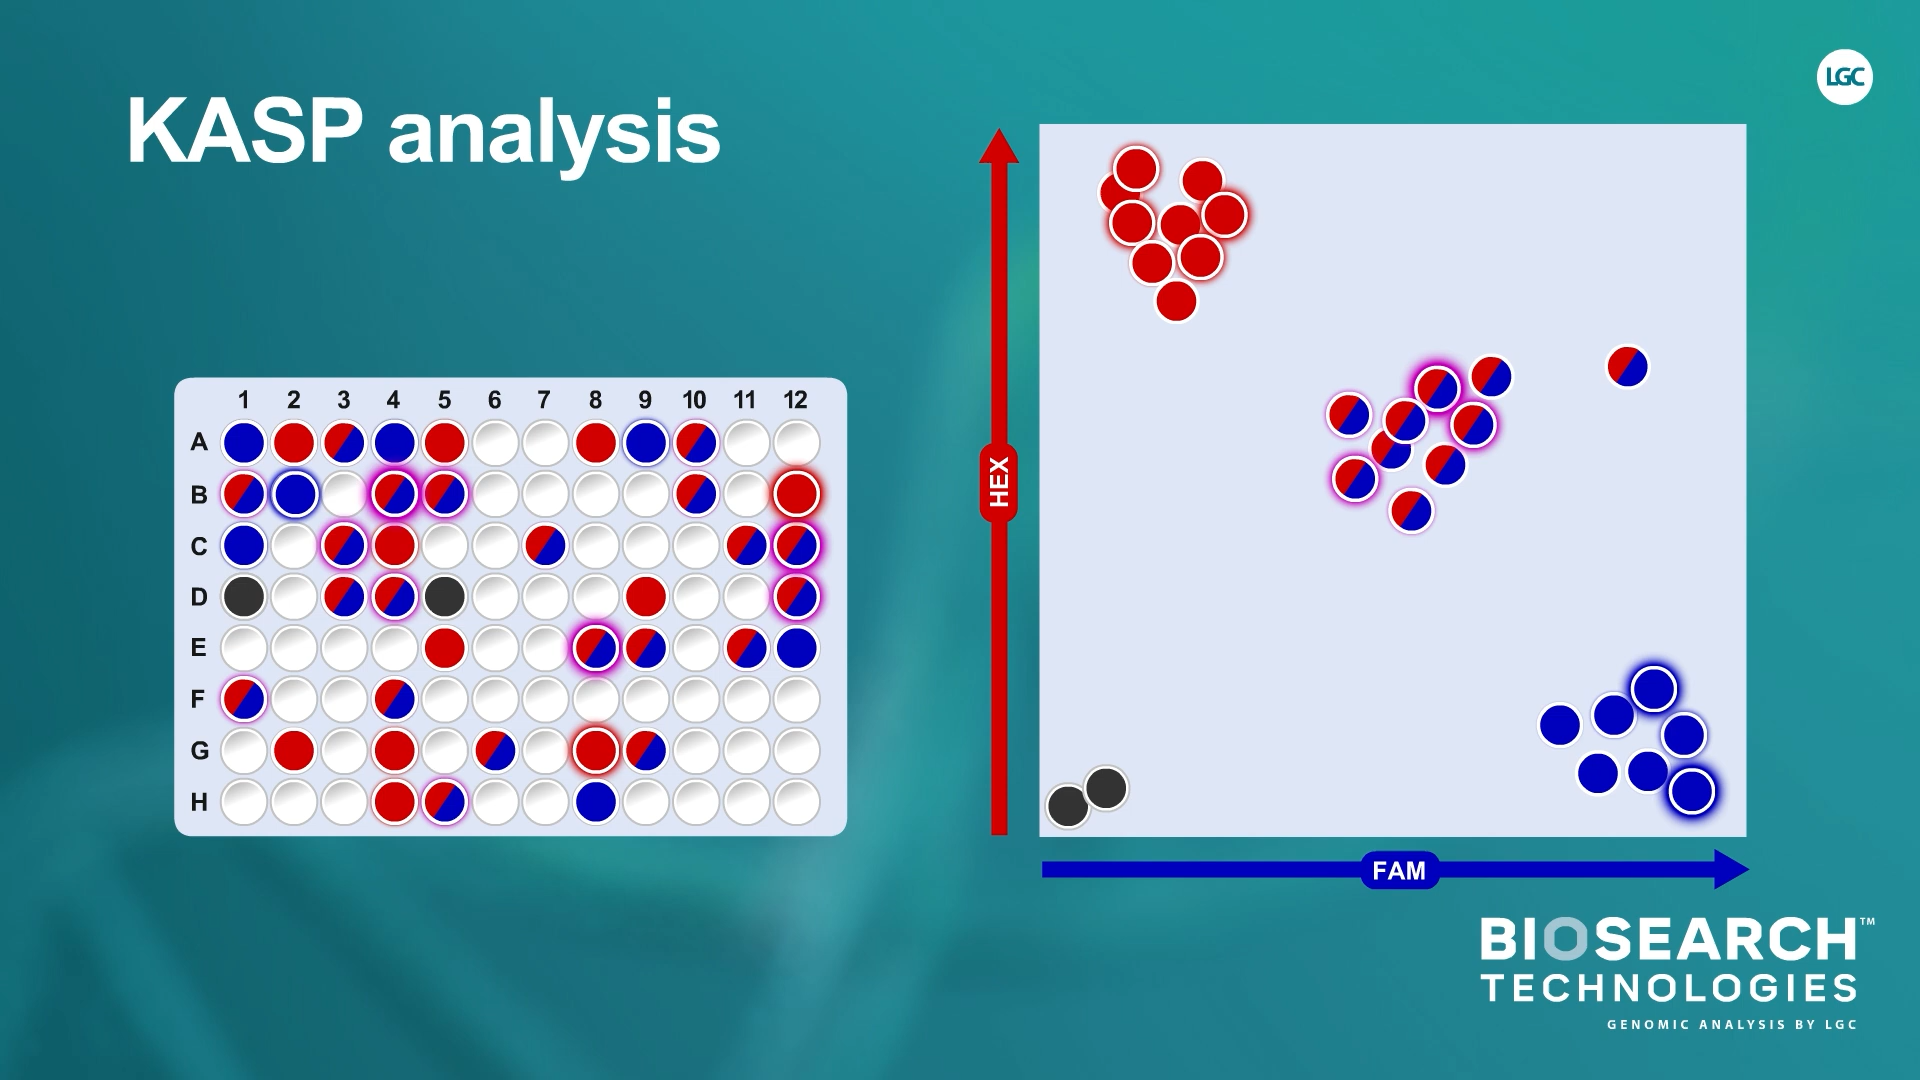 LGC
KASP analysis
1 2 3 4 5 6 7 8 9 10 11 12
A
B
C
D
E
F
G
H
HEX
FAM
BIOSEARCH™
TECHNOLOGIES
GENOMIC ANALYSIS BY LGC